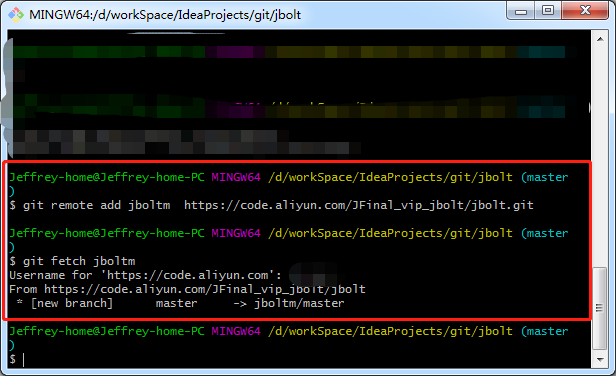 MINGW64:/d/workSpace/IdeaProjects/git/jbolt
Jeffrey-home@Jeffrey-home-PC MINGW64 /d/workSpace/IdeaProjects/git/jbolt (master
)
$ git remote add jboltm  https://code.aliyun.com/JFinal_vip_jbolt/jbolt.git
Jeffrey-home@Jeffrey-home-PC MINGW64 /d/workSpace/IdeaProjects/git/jbolt (master
)
$ git fetch jboltm
Username for 'https://code.aliyun.com':
From https://code.aliyun.com/JFinal_vip_jbolt/jbolt
 * [new branch]      master     -> jboltm/master
Jeffrey-home@Jeffrey-home-PC MINGW64 /d/workSpace/IdeaProjects/git/jbolt (master
)
$